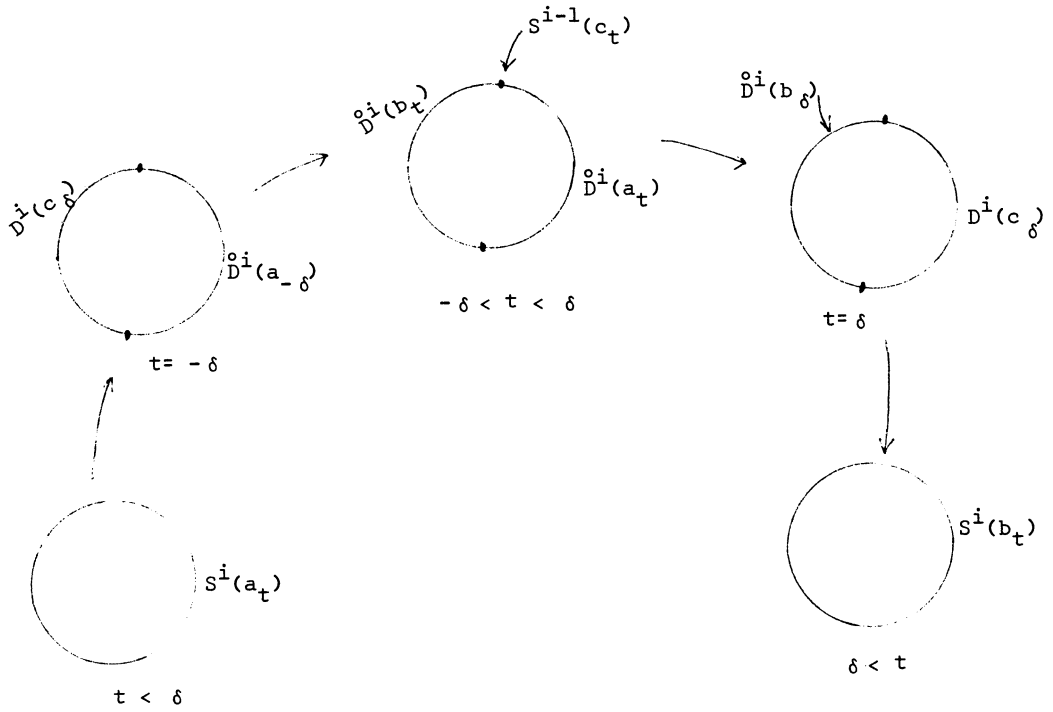 S^{i-1}(c_t)
D̊^i(b_t)
D̊^i(a_t)
-δ < t < δ
D̊^i(b_δ)
D^i(c_δ)
t= δ
D^i(c_δ)
D̊^i(a_{-δ})
t= -δ
S^i(a_t)
t < δ
S^i(b_t)
δ < t